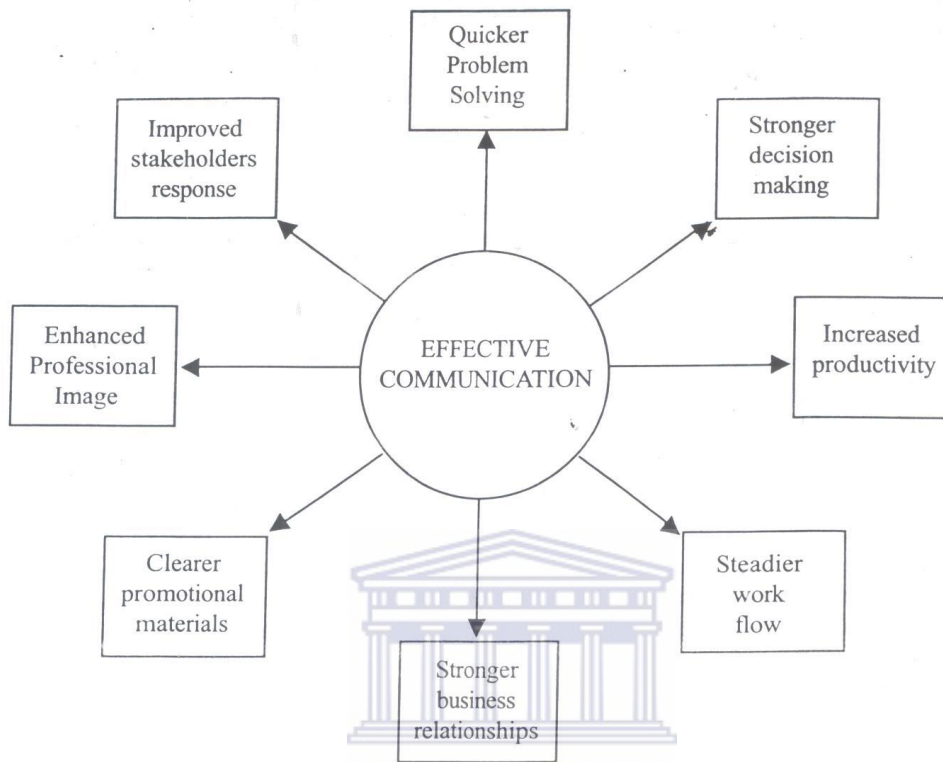 Quicker
Problem
Solving
Improved
stakeholders
response
Stronger
decision
making
Enhanced
Professional
Image
EFFECTIVE
COMMUNICATION
Increased
productivity
Clearer
promotional
materials
Steadier
work
flow
Stronger
business
relationships